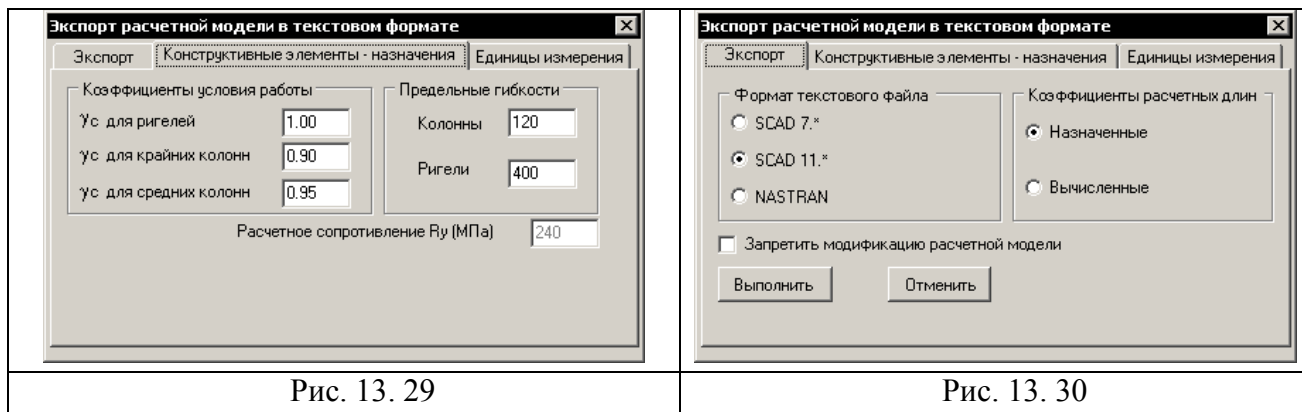 Экспорт расчетной модели в текстовом формате
Экспорт Конструктивные элементы - назначения Единицы измерения
Коэффициенты условия работы
γc для ригелей 1.00
γc для крайних колонн 0.90
γc для средних колонн 0.95
Предельные гибкости
Колонны 120
Ригели 400
Расчетное сопротивление Ry (МПа) 240
Рис. 13. 29
Экспорт расчетной модели в текстовом формате
Экспорт Конструктивные элементы - назначения Единицы измерения
Формат текстового файла
SCAD 7.*
SCAD 11.*
NASTRAN
Коэффициенты расчетных длин
Назначенные
Вычисленные
Запретить модификацию расчетной модели
Выполнить Отменить
Рис. 13. 30